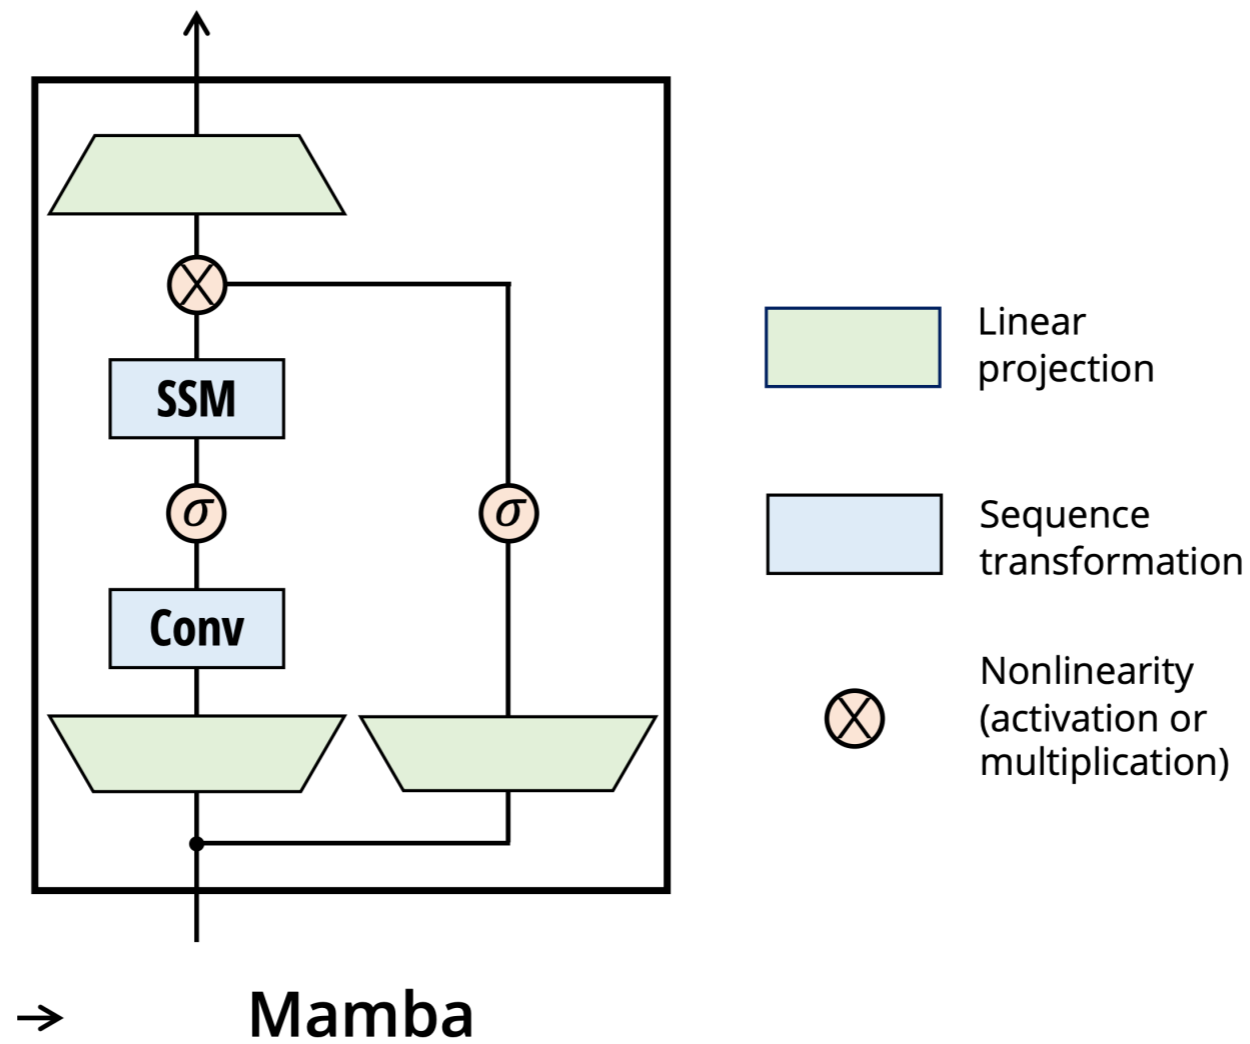 SSM
σ
σ
Conv
Linear
projection
Sequence
transformation
Nonlinearity
(activation or
multiplication)
Mamba